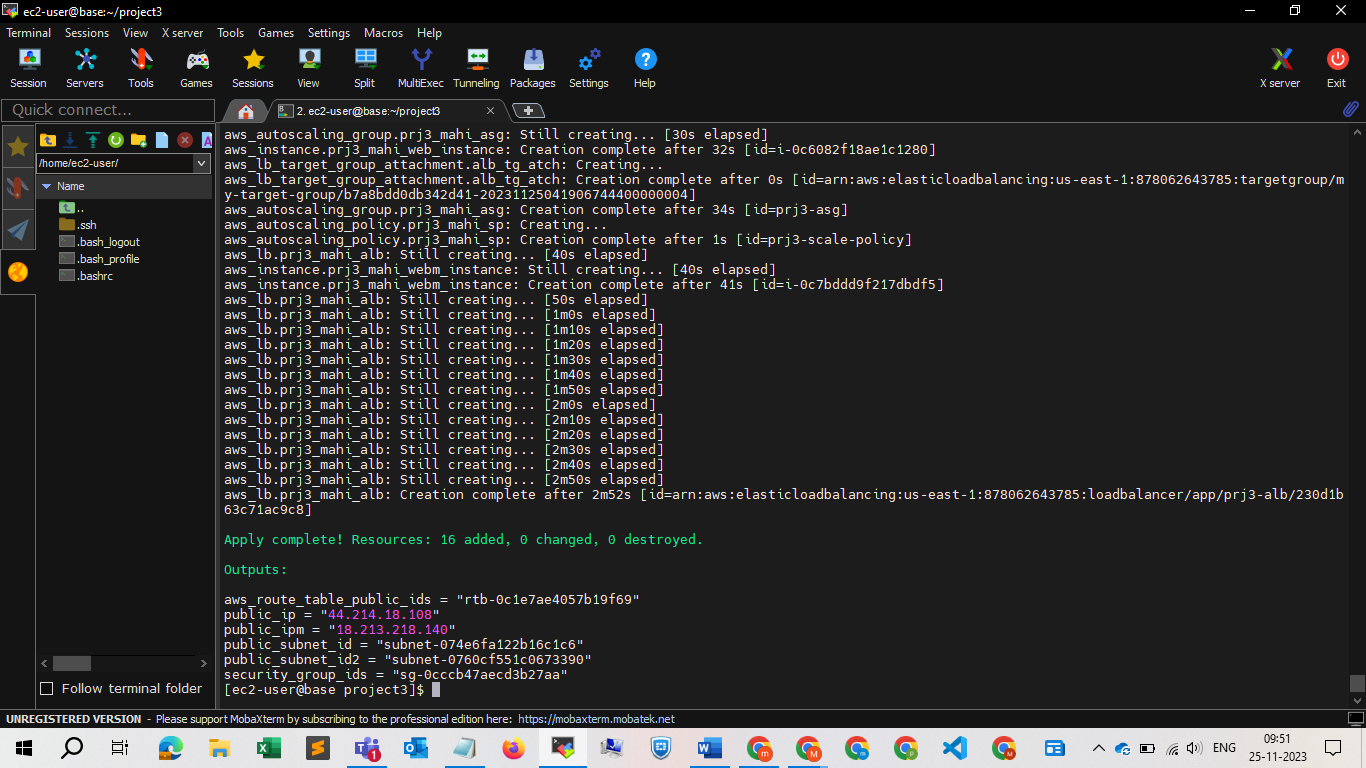 ec2-user@base:~/project3
Terminal Sessions View X server Tools Games Settings Macros Help
Session Servers Tools Games Sessions View Split MultiExec Tunneling Packages Settings Help X server Exit
Quick connect...
2. ec2-user@base:~/project3
/home/ec2-user/
Name
..
.ssh
.bash_logout
.bash_profile
.bashrc
Follow terminal folder
aws_autoscaling_group.prj3_mahi_asg: Still creating... [30s elapsed]
aws_instance.prj3_mahi_web_instance: Creation complete after 32s [id=i-0c6082f18ae1c1280]
aws_lb_target_group_attachment.alb_tg_atch: Creating...
aws_lb_target_group_attachment.alb_tg_atch: Creation complete after 0s [id=arn:aws:elasticloadbalancing:us-east-1:878062643785:targetgroup/m
y-target-group/b7a8bdd0db342d41-20231125041906744400000004]
aws_autoscaling_group.prj3_mahi_asg: Creation complete after 34s [id=prj3-asg]
aws_autoscaling_policy.prj3_mahi_sp: Creating...
aws_autoscaling_policy.prj3_mahi_sp: Creation complete after 1s [id=prj3-scale-policy]
aws_lb.prj3_mahi_alb: Still creating... [40s elapsed]
aws_instance.prj3_mahi_webm_instance: Still creating... [40s elapsed]
aws_instance.prj3_mahi_webm_instance: Creation complete after 41s [id=i-0c7bddd9f217dbdf5]
aws_lb.prj3_mahi_alb: Still creating... [50s elapsed]
aws_lb.prj3_mahi_alb: Still creating... [1m0s elapsed]
aws_lb.prj3_mahi_alb: Still creating... [1m10s elapsed]
aws_lb.prj3_mahi_alb: Still creating... [1m20s elapsed]
aws_lb.prj3_mahi_alb: Still creating... [1m30s elapsed]
aws_lb.prj3_mahi_alb: Still creating... [1m40s elapsed]
aws_lb.prj3_mahi_alb: Still creating... [1m50s elapsed]
aws_lb.prj3_mahi_alb: Still creating... [2m0s elapsed]
aws_lb.prj3_mahi_alb: Still creating... [2m10s elapsed]
aws_lb.prj3_mahi_alb: Still creating... [2m20s elapsed]
aws_lb.prj3_mahi_alb: Still creating... [2m30s elapsed]
aws_lb.prj3_mahi_alb: Still creating... [2m40s elapsed]
aws_lb.prj3_mahi_alb: Still creating... [2m50s elapsed]
aws_lb.prj3_mahi_alb: Creation complete after 2m52s [id=arn:aws:elasticloadbalancing:us-east-1:878062643785:loadbalancer/app/prj3-alb/230d1b
63c71ac9c8]
Apply complete! Resources: 16 added, 0 changed, 0 destroyed.
Outputs:
aws_route_table_public_ids = "rtb-0c1e7ae4057b19f69"
public_ip = "44.214.18.108"
public_ipm = "18.213.218.140"
public_subnet_id = "subnet-074e6fa122b16c1c6"
public_subnet_id2 = "subnet-0760cf551c0673390"
security_group_ids = "sg-0cccb47aecd3b27aa"
[ec2-user@base project3]$
UNREGISTERED VERSION - Please support MobaXterm by subscribing to the professional edition here: https://mobaxterm.mobatek.net
ENG
09:51
25-11-2023